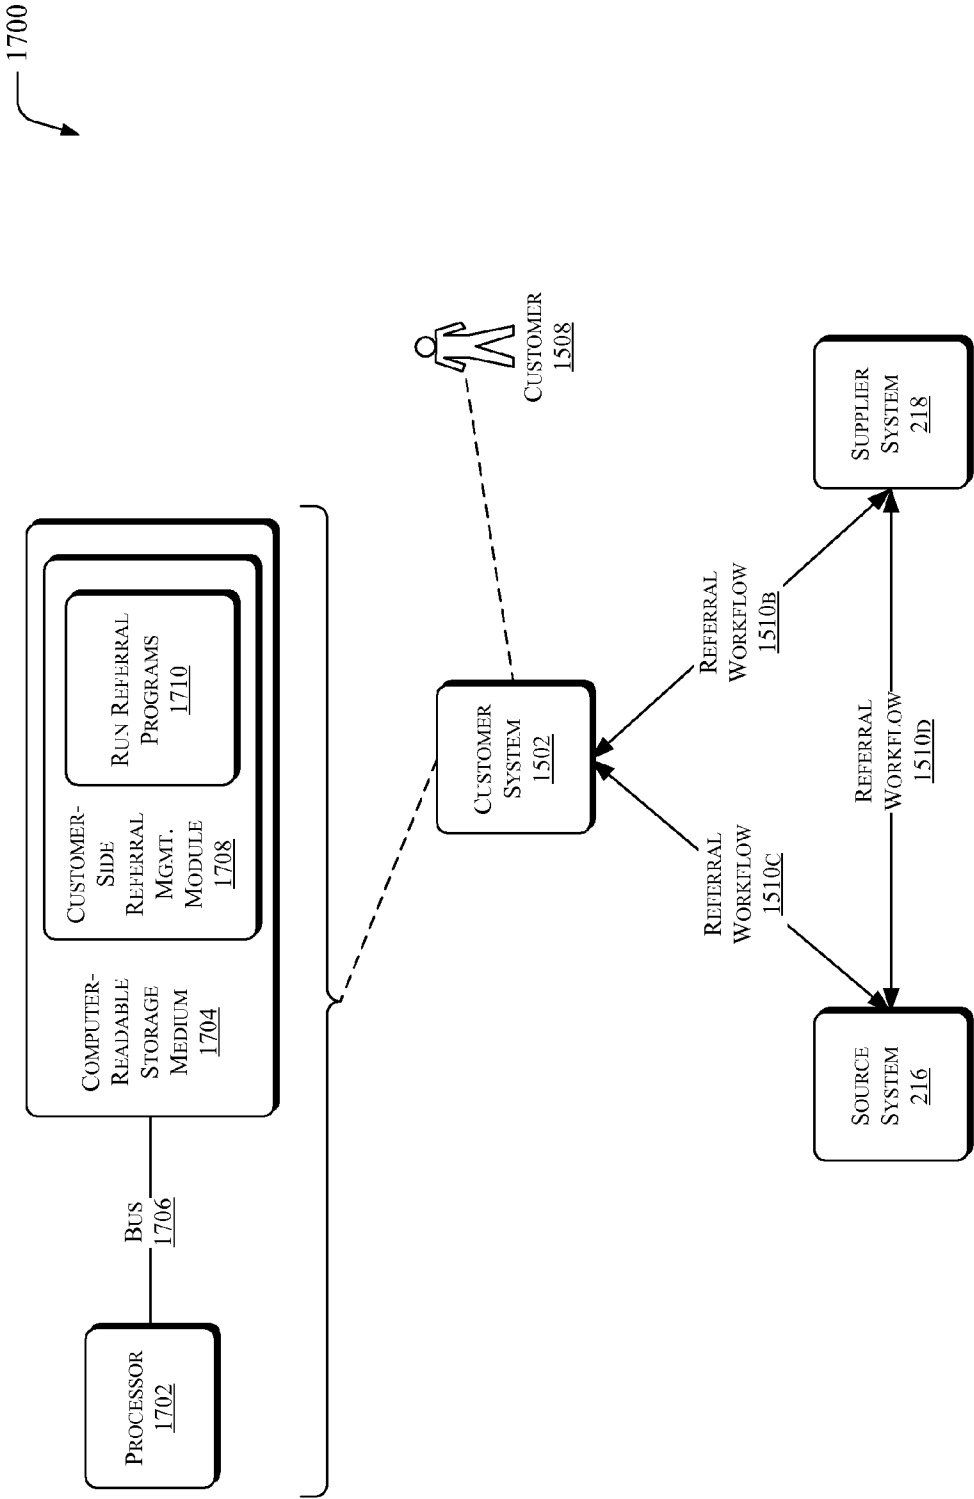 1700
PROCESSOR
1702
BUS
1706
COMPUTER-
READABLE
STORAGE
MEDIUM
1704
CUSTOMER-
SIDE
REFERRAL
MGMT.
MODULE
1708
RUN REFERRAL
PROGRAMS
1710
CUSTOMER
SYSTEM
1502
CUSTOMER
1508
REFERRAL
WORKFLOW
1510C
REFERRAL
WORKFLOW
1510B
SOURCE
SYSTEM
216
REFERRAL
WORKFLOW
1510D
SUPPLIER
SYSTEM
218